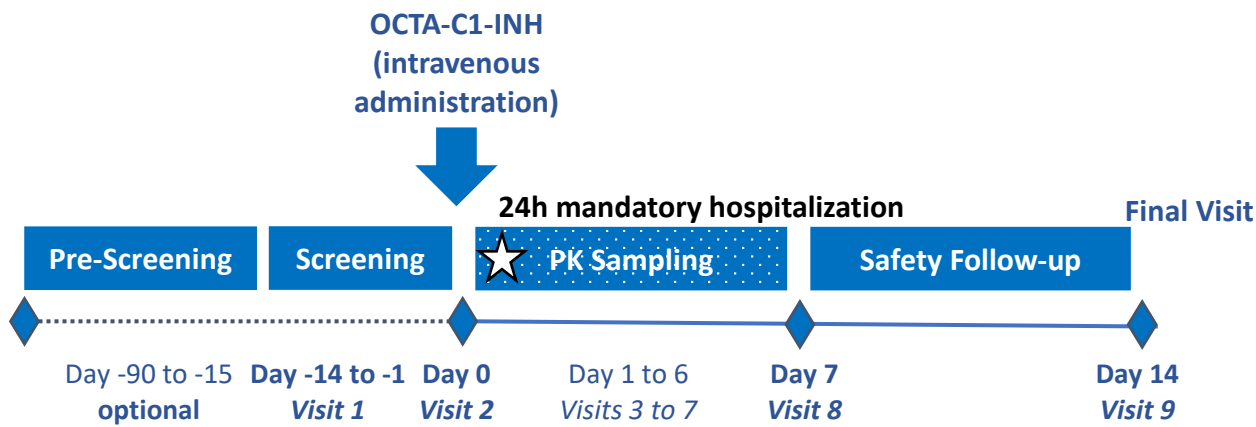 OCTA-C1-INH
(intravenous
administration)
24h mandatory hospitalization
Final Visit
Pre-Screening
Screening
PK Sampling
Safety Follow-up
Day -90 to -15
optional
Day -14 to -1
Visit 1
Day 0
Visit 2
Day 1 to 6
Visits 3 to 7
Day 7
Visit 8
Day 14
Visit 9